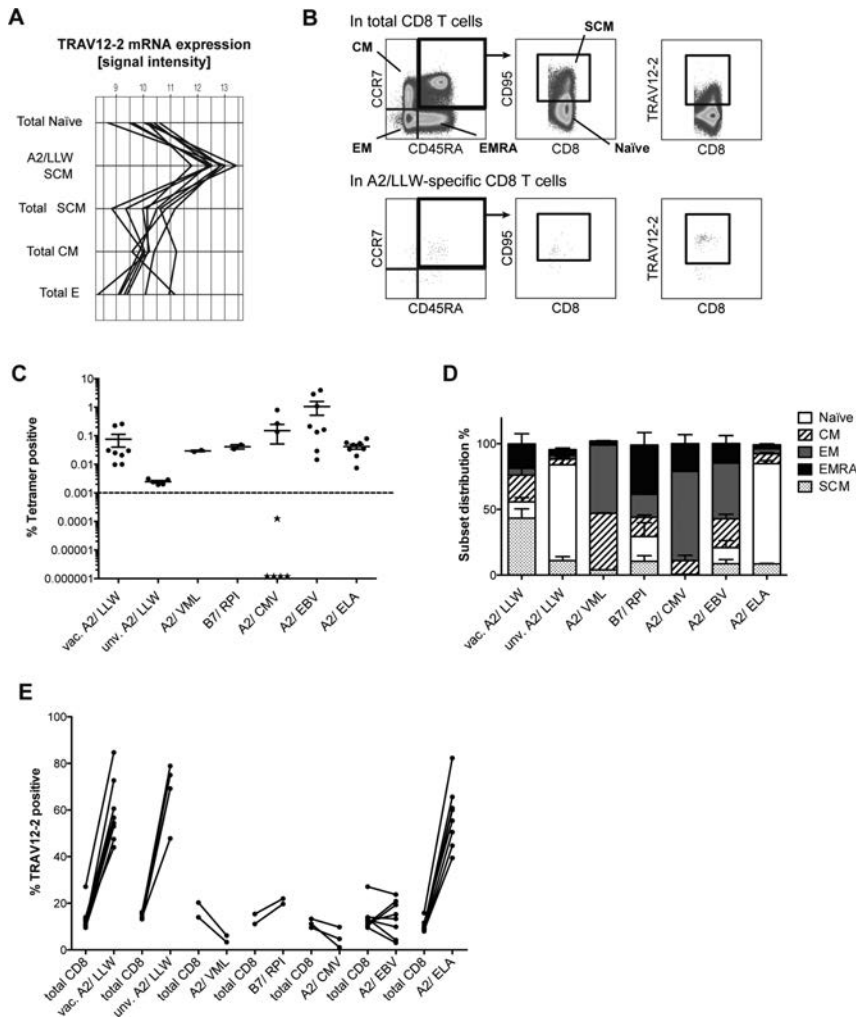 A
TRAV12-2 mRNA expression
[signal intensity]
9 10 11 12 13
Total Naïve
A2/LLW
SCM
Total SCM
Total CM
Total E
B
In total CD8 T cells
CM
SCM
CCR7
CD95
TRAV12-2
EM
CD45RA
EMRA
CD8
Naïve
CD8
In A2/LLW-specific CD8 T cells
CCR7
CD95
TRAV12-2
CD45RA
CD8
CD8
C
% Tetramer positive
10
1
0.1
0.01
0.001
0.0001
0.00001
0.000001
vac. A2/ LLW
unv. A2/ LLW
A2/ VML
B7/ RPI
A2/ CMV
A2/ EBV
A2/ ELA
D
Subset distribution %
100
50
0
Naïve
CM
EM
EMRA
SCM
vac. A2/ LLW
unv. A2/ LLW
A2/ VML
B7/ RPI
A2/ CMV
A2/ EBV
A2/ ELA
E
% TRAV12-2 positive
100
80
60
40
20
0
total CD8
vac. A2/ LLW
total CD8
unv. A2/ LLW
total CD8
A2/ VML
total CD8
B7/ RPI
total CD8
A2/ CMV
total CD8
A2/ EBV
total CD8
A2/ ELA